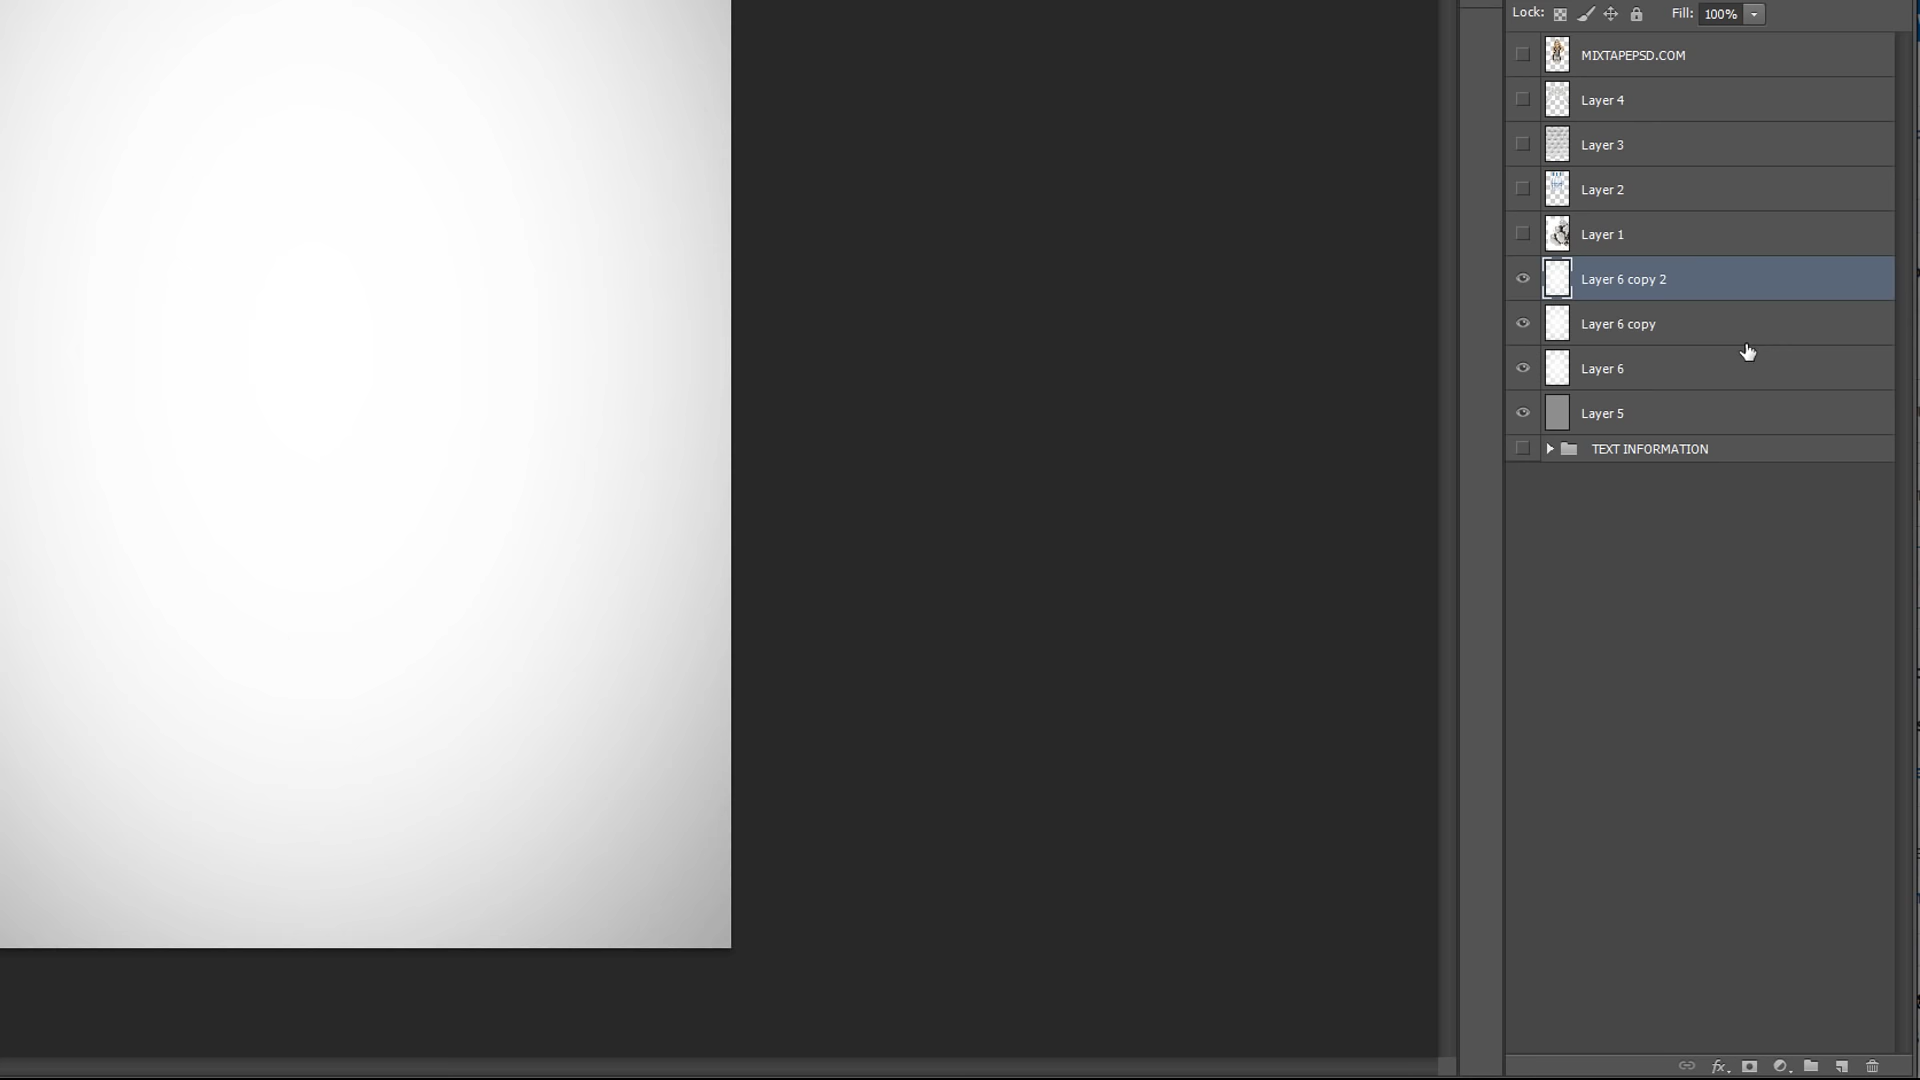 Lock: Fill: 100%
MIXTAPEPSD.COM
Layer 4
Layer 3
Layer 2
Layer 1
Layer 6 copy 2
Layer 6 copy
Layer 6
Layer 5
TEXT INFORMATION
fx